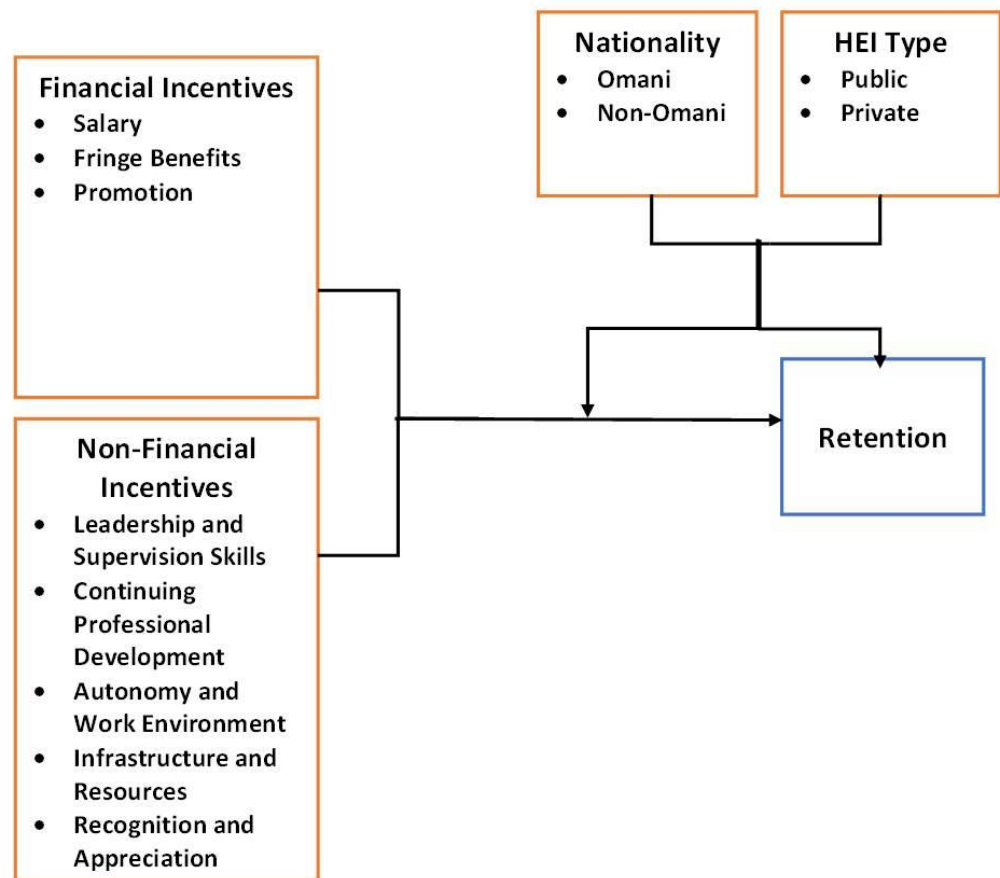 Financial Incentives
• Salary
• Fringe Benefits
• Promotion
Nationality
• Omani
• Non-Omani
HEI Type
• Public
• Private
Non-Financial
Incentives
• Leadership and
Supervision Skills
• Continuing
Professional
Development
• Autonomy and
Work Environment
• Infrastructure and
Resources
• Recognition and
Appreciation
Retention